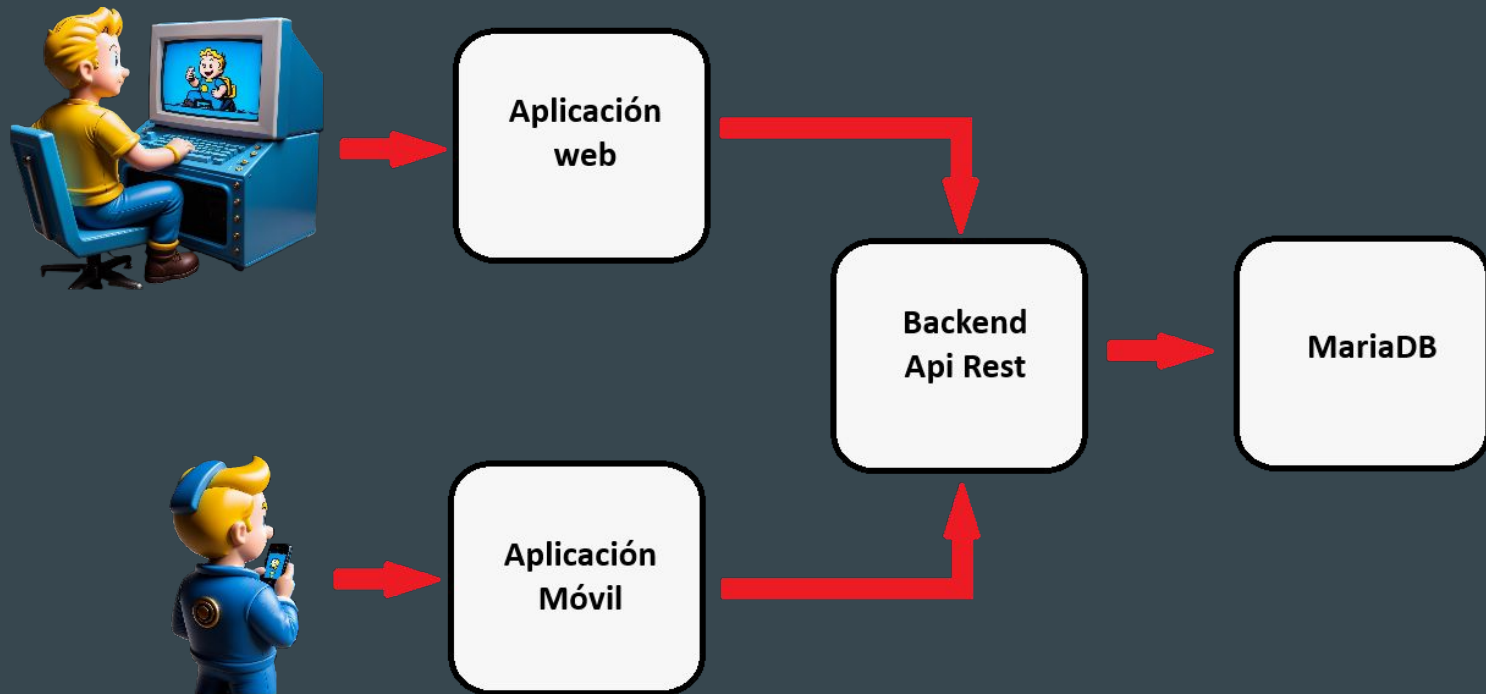 Aplicación
web
Backend
Api Rest
MariaDB
Aplicación
Móvil